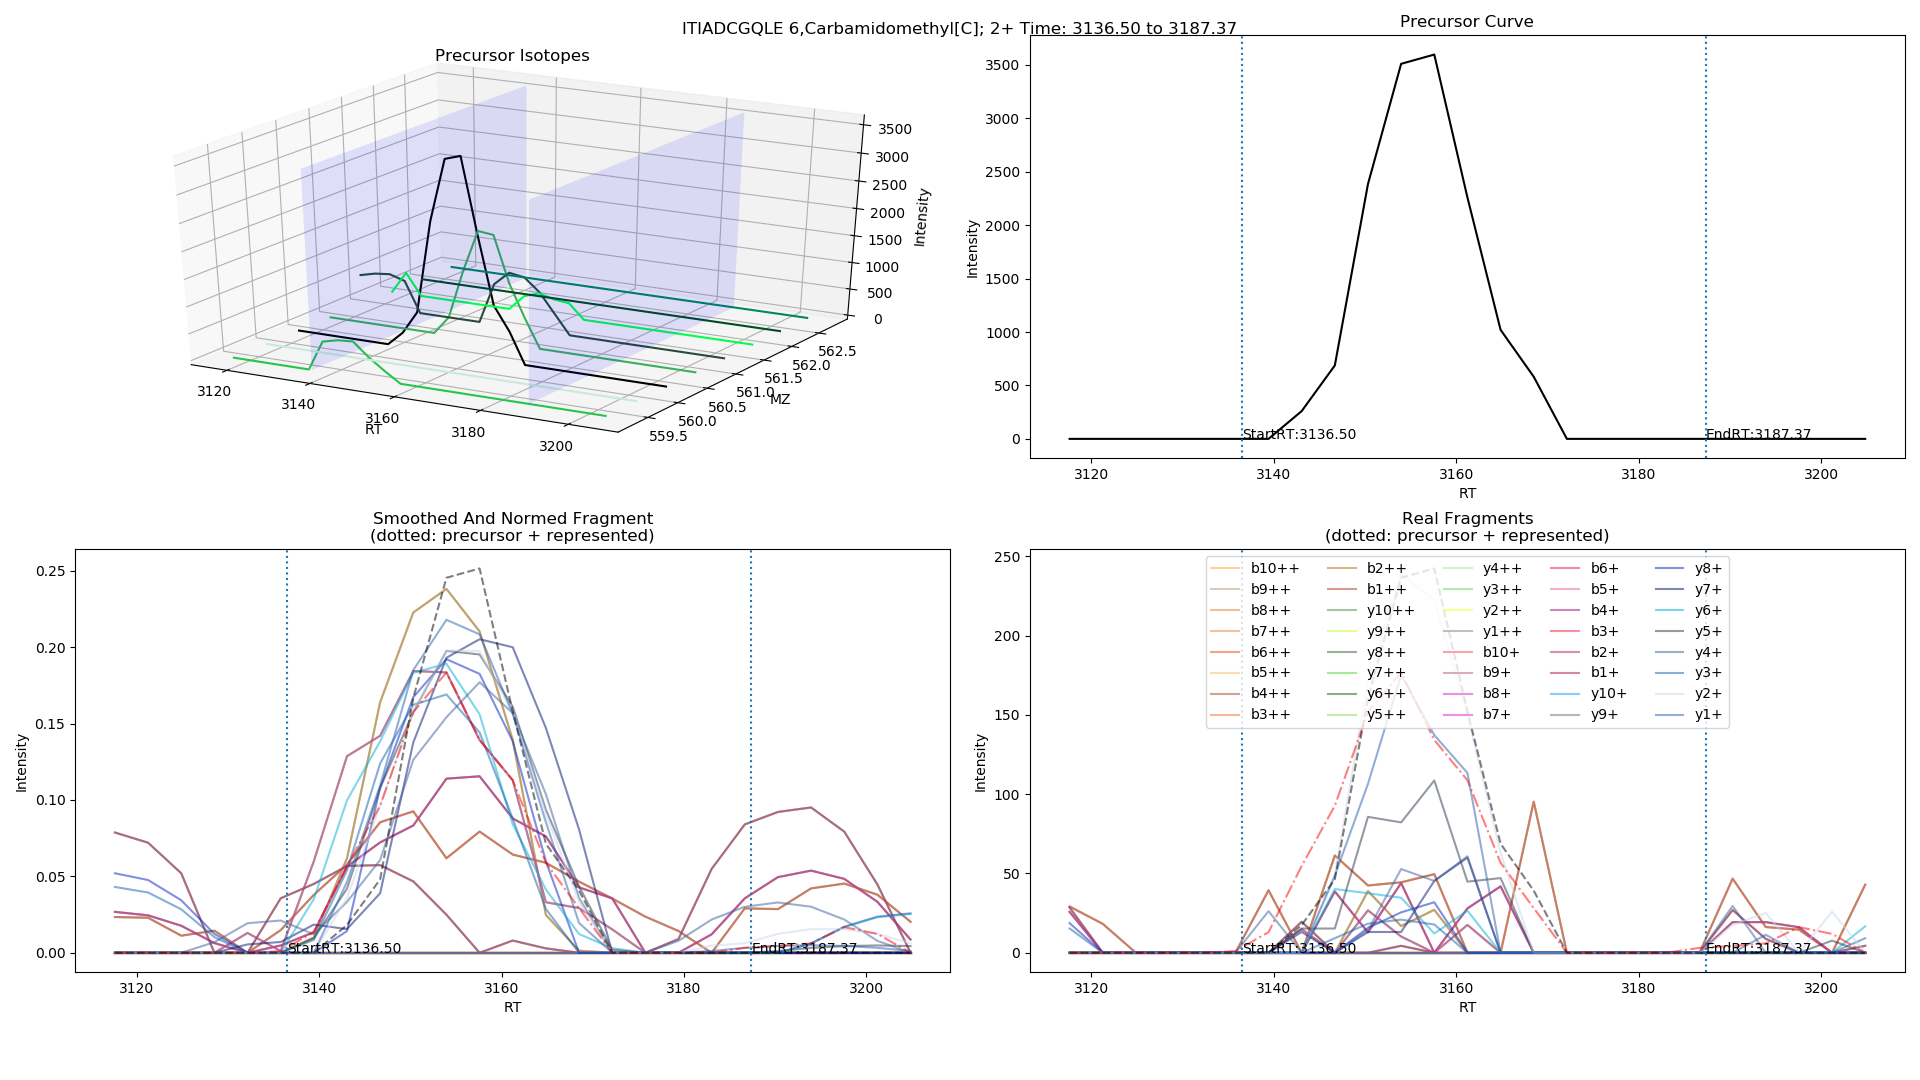 ITIADCGQLE 6,Carbamidomethyl[C]; 2+ Time: 3136.50 to 3187.37
Precursor Isotopes
3500
3000
2500
2000
1500
1000
500
0
Intensity
562.5
562.0
561.5
561.0
560.5
560.0
559.5
MZ
3120
3140
3160
3180
3200
RT
Precursor Curve
3500
3000
2500
2000
1500
1000
500
0
Intensity
StartRT:3136.50
EndRT:3187.37
3120 3140 3160 3180 3200
RT
Smoothed And Normed Fragment
(dotted: precursor + represented)
0.25
0.20
0.15
0.10
0.05
0.00
Intensity
StartRT:3136.50
EndRT:3187.37
3120 3140 3160 3180 3200
RT
Real Fragments
(dotted: precursor + represented)
250
200
150
100
50
0
Intensity
b10++ b2++ y4++ b6+ y8+
b9++ b1++ y3++ b5+ y7+
b8++ y10++ y2++ b4+ y6+
b7++ y9++ y1++ b3+ y5+
b6++ y8++ b10+ b2+ y4+
b5++ y7++ b9+ b1+ y3+
b4++ y6++ b8+ y10+ y2+
b3++ y5++ b7+ y9+ y1+
StartRT:3136.50
EndRT:3187.37
3120 3140 3160 3180 3200
RT